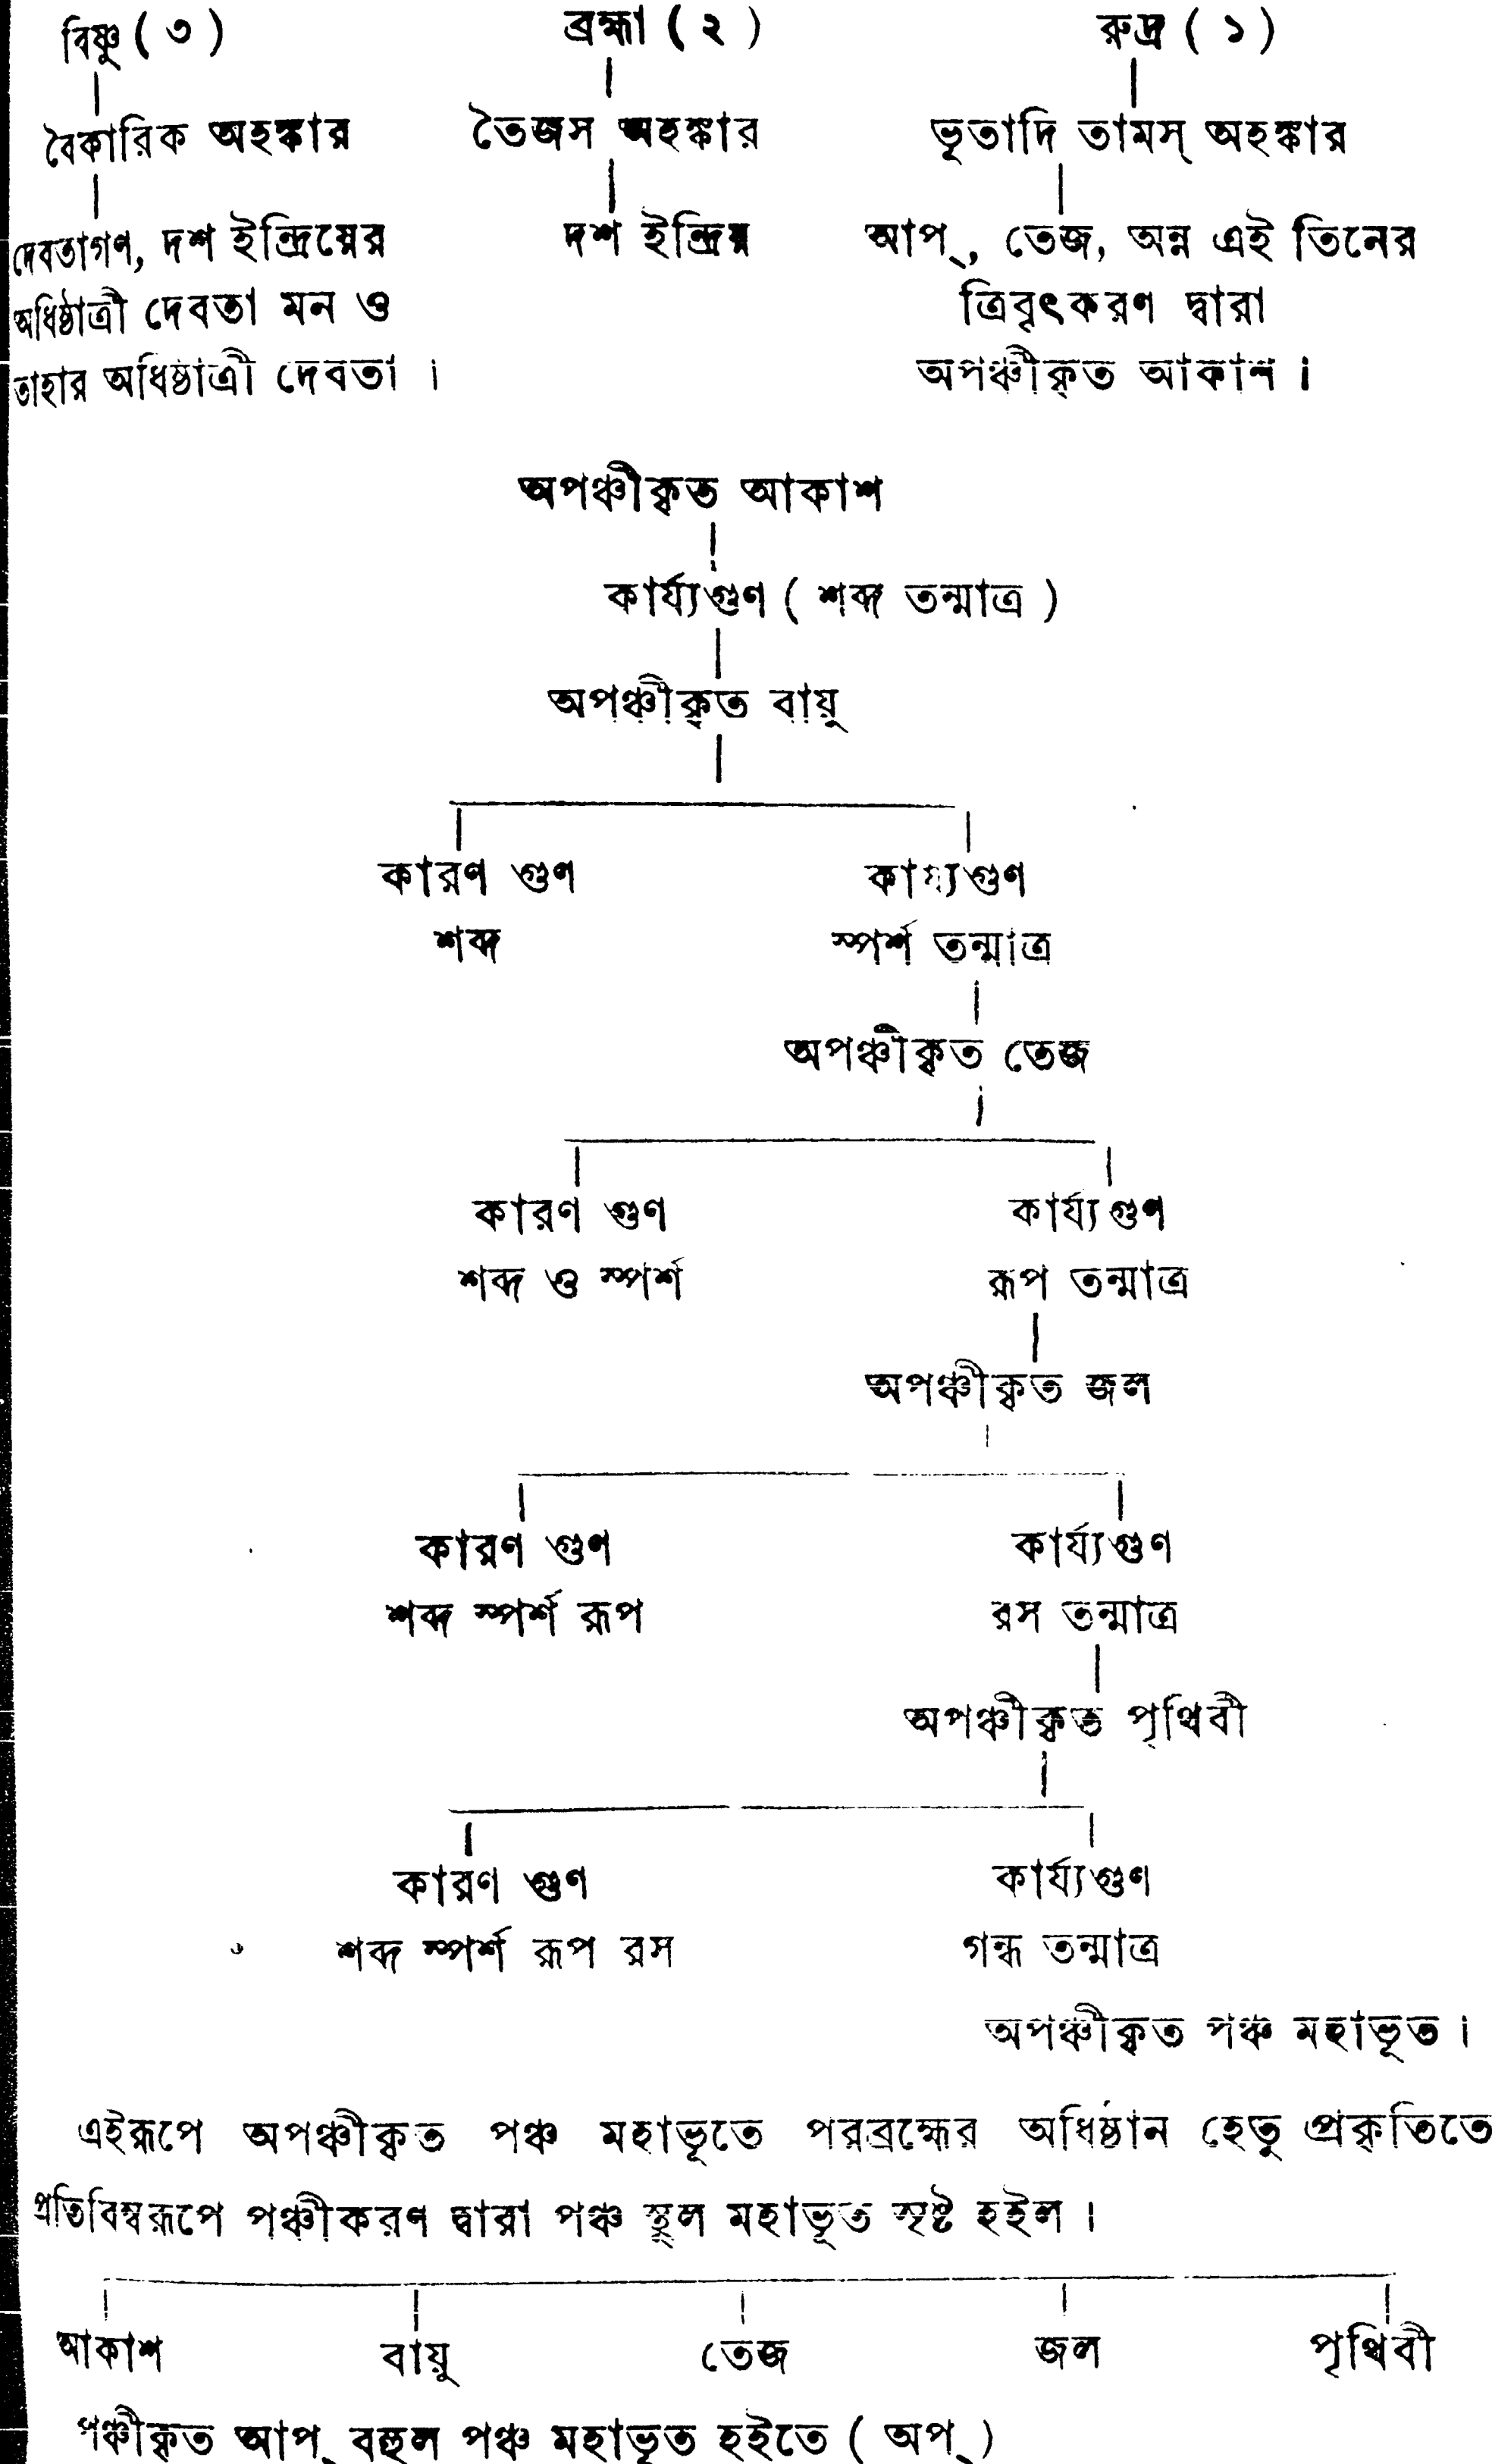 বিষ্ণু ( ৩ ) ব্রহ্মা ( ২ ) রুদ্র ( ১ )
বৈকারিক অহঙ্কার তৈজস অহঙ্কার ভূতাদি তামস্ অহঙ্কার
দেবতাগণ, দশ ইন্দ্রিয়ের দশ ইন্দ্রিয় আপ্, তেজ, অন্ন এই তিনের
অধিষ্ঠাত্রী দেবতা মন ও ত্রিবৃৎকরণ দ্বারা
তাহার অধিষ্ঠাত্রী দেবতা । অপঞ্চীকৃত আকাশ ।
অপঞ্চীকৃত আকাশ
কার্য্যগুণ ( শব্দ তন্মাত্র )
অপঞ্চীকৃত বায়ু
কারণ গুণ কার্য্যগুণ
শব্দ স্পর্শ তন্মাত্র
অপঞ্চীকৃত তেজ
কারণ গুণ কার্য্যগুণ
শব্দ ও স্পর্শ রূপ তন্মাত্র
অপঞ্চীকৃত জল
কারণ গুণ কার্য্যগুণ
শব্দ স্পর্শ রূপ রস তন্মাত্র
অপঞ্চীকৃত পৃথিবী
কারণ গুণ কার্য্যগুণ
শব্দ স্পর্শ রূপ রস গন্ধ তন্মাত্র
অপঞ্চীকৃত পঞ্চ মহাভূত ।
এইরূপে অপঞ্চীকৃত পঞ্চ মহাভূতে পরব্রহ্মের অধিষ্ঠান হেতু প্রকৃতিতে
প্রতিবিম্বরূপে পঞ্চীকরণ দ্বারা পঞ্চ স্থূল মহাভূত সৃষ্ট হইল ।
আকাশ বায়ু তেজ জল পৃথিবী
পঞ্চীকৃত আপ্ বহুল পঞ্চ মহাভূত হইতে ( অপ্ )